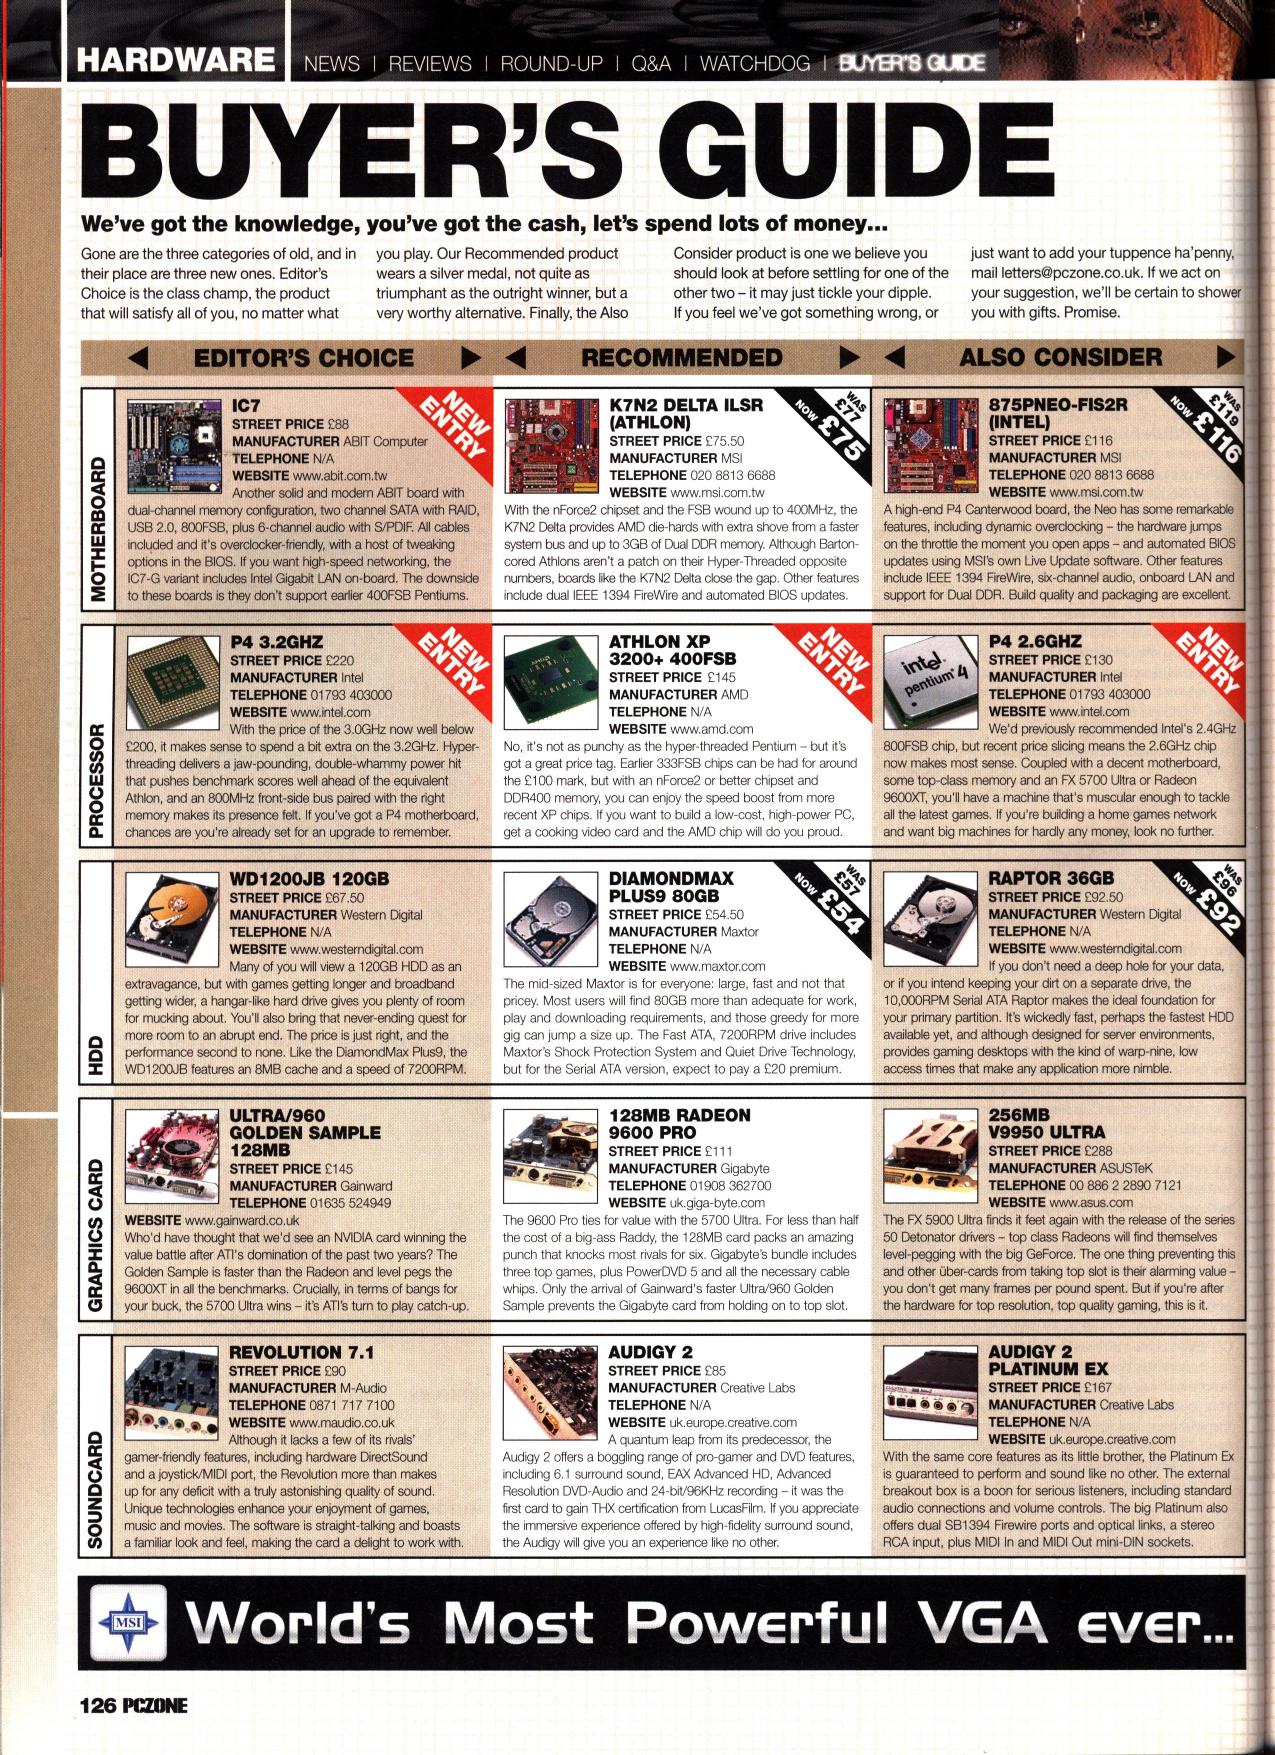 HARDWARE
NEWS | REVIEWS | ROUND-UP | Q&A | WATCHDOG | BUYER'S GUIDE
BUYER'S GUIDE
We've got the knowledge, you've got the cash, let's spend lots of money...
Gone are the three categories of old, and in
their place are three new ones. Editor's
Choice is the class champ, the product
that will satisfy all of you, no matter what
you play. Our Recommended product
wears a silver medal, not quite as
triumphant as the outright winner, but a
very worthy alternative. Finally, the Also
Consider product is one we believe you
should look at before settling for one of the
other two – it may just tickle your dipple.
If you feel we've got something wrong, or
just want to add your tuppence ha'penny,
mail letters@pczone.co.uk. If we act on
your suggestion, we'll be certain to shower
you with gifts. Promise.
EDITOR'S CHOICE
RECOMMENDED
ALSO CONSIDER
MOTHERBOARD
IC7
STREET PRICE £88
MANUFACTURER ABIT Computer
TELEPHONE N/A
WEBSITE www.abit.com.tw
Another solid and modern ABIT board with
dual-channel memory configuration, two channel SATA with RAID,
USB 2.0, 800FSB, plus 6-channel audio with S/PDIF. All cables
included and it's overclocker-friendly, with a host of tweaking
options in the BIOS. If you want high-speed networking, the
IC7-G variant includes Intel Gigabit LAN on-board. The downside
to these boards is they don't support earlier 400FSB Pentiums.
NEW
ENTRY
K7N2 DELTA ILSR
(ATHLON)
STREET PRICE £75.50
MANUFACTURER MSI
TELEPHONE 020 8813 6688
WEBSITE www.msi.com.tw
With the nForce2 chipset and the FSB wound up to 400MHz, the
K7N2 Delta provides AMD die-hards with extra shove from a faster
system bus and up to 3GB of Dual DDR memory. Although Barton-
cored Athlons aren't a patch on their Hyper-Threaded opposite
numbers, boards like the K7N2 Delta close the gap. Other features
include dual IEEE 1394 FireWire and automated BIOS updates.
WAS
£77
NOW £75
875PNEO-FIS2R
(INTEL)
STREET PRICE £116
MANUFACTURER MSI
TELEPHONE 020 8813 6688
WEBSITE www.msi.com.tw
A high-end P4 Canterwood board, the Neo has some remarkable
features, including dynamic overclocking – the hardware jumps
on the throttle the moment you open apps – and automated BIOS
updates using MSI's own Live Update software. Other features
include IEEE 1394 FireWire, six-channel audio, onboard LAN and
support for Dual DDR. Build quality and packaging are excellent.
WAS
£119
NOW £116
PROCESSOR
P4 3.2GHZ
STREET PRICE £220
MANUFACTURER Intel
TELEPHONE 01793 403000
WEBSITE www.intel.com
With the price of the 3.0GHz now well below
£200, it makes sense to spend a bit extra on the 3.2GHz. Hyper-
threading delivers a jaw-pounding, double-whammy power hit
that pushes benchmark scores well ahead of the equivalent
Athlon, and an 800MHz front-side bus paired with the right
memory makes its presence felt. If you've got a P4 motherboard,
chances are you're already set for an upgrade to remember.
NEW
ENTRY
ATHLON XP
3200+ 400FSB
STREET PRICE £145
MANUFACTURER AMD
TELEPHONE N/A
WEBSITE www.amd.com
No, it's not as punchy as the hyper-threaded Pentium – but it's
got a great price tag. Earlier 333FSB chips can be had for around
the £100 mark, but with an nForce2 or better chipset and
DDR400 memory, you can enjoy the speed boost from more
recent XP chips. If you want to build a low-cost, high-power PC,
get a cooking video card and the AMD chip will do you proud.
NEW
ENTRY
intel
pentium 4
P4 2.6GHZ
STREET PRICE £130
MANUFACTURER Intel
TELEPHONE 01793 403000
WEBSITE www.intel.com
We'd previously recommended Intel's 2.4GHz
800FSB chip, but recent price slicing means the 2.6GHz chip
now makes most sense. Coupled with a decent motherboard,
some top-class memory and an FX 5700 Ultra or Radeon
9600XT, you'll have a machine that's muscular enough to tackle
all the latest games. If you're building a home games network
and want big machines for hardly any money, look no further.
NEW
ENTRY
HDD
WD1200JB 120GB
STREET PRICE £67.50
MANUFACTURER Western Digital
TELEPHONE N/A
WEBSITE www.westerndigital.com
Many of you will view a 120GB HDD as an
extravagance, but with games getting longer and broadband
getting wider, a hangar-like hard drive gives you plenty of room
for mucking about. You'll also bring that never-ending quest for
more room to an abrupt end. The price is just right, and the
performance second to none. Like the DiamondMax Plus9, the
WD1200JB features an 8MB cache and a speed of 7200RPM.
DIAMONDMAX
PLUS9 80GB
STREET PRICE £54.50
MANUFACTURER Maxtor
TELEPHONE N/A
WEBSITE www.maxtor.com
The mid-sized Maxtor is for everyone: large, fast and not that
pricey. Most users will find 80GB more than adequate for work,
play and downloading requirements, and those greedy for more
gig can jump a size up. The Fast ATA, 7200RPM drive includes
Maxtor's Shock Protection System and Quiet Drive Technology,
but for the Serial ATA version, expect to pay a £20 premium.
WAS
£57
NOW £54
RAPTOR 36GB
STREET PRICE £92.50
MANUFACTURER Western Digital
TELEPHONE N/A
WEBSITE www.westerndigital.com
If you don't need a deep hole for your data,
or if you intend keeping your dirt on a separate drive, the
10,000RPM Serial ATA Raptor makes the ideal foundation for
your primary partition. It's wickedly fast, perhaps the fastest HDD
available yet, and although designed for server environments,
provides gaming desktops with the kind of warp-nine, low
access times that make any application more nimble.
WAS
£96
NOW £92
GRAPHICS CARD
ULTRA/960
GOLDEN SAMPLE
128MB
STREET PRICE £145
MANUFACTURER Gainward
TELEPHONE 01635 524949
WEBSITE www.gainward.co.uk
Who'd have thought that we'd see an NVIDIA card winning the
value battle after ATI's domination of the past two years? The
Golden Sample is faster than the Radeon and level pegs the
9600XT in all the benchmarks. Crucially, in terms of bangs for
your buck, the 5700 Ultra wins – it's ATI's turn to play catch-up.
128MB RADEON
9600 PRO
STREET PRICE £111
MANUFACTURER Gigabyte
TELEPHONE 01908 362700
WEBSITE uk.giga-byte.com
The 9600 Pro ties for value with the 5700 Ultra. For less than half
the cost of a big-ass Raddy, the 128MB card packs an amazing
punch that knocks most rivals for six. Gigabyte's bundle includes
three top games, plus PowerDVD 5 and all the necessary cable
whips. Only the arrival of Gainward's faster Ultra/960 Golden
Sample prevents the Gigabyte card from holding on to top slot.
256MB
V9950 ULTRA
STREET PRICE £288
MANUFACTURER ASUSTeK
TELEPHONE 00 886 2 2890 7121
WEBSITE www.asus.com
The FX 5900 Ultra finds it feet again with the release of the series
50 Detonator drivers – top class Radeons will find themselves
level-pegging with the big GeForce. The one thing preventing this
and other über-cards from taking top slot is their alarming value –
you don't get many frames per pound spent. But if you're after
the hardware for top resolution, top quality gaming, this is it.
SOUNDCARD
REVOLUTION 7.1
STREET PRICE £90
MANUFACTURER M-Audio
TELEPHONE 0871 717 7100
WEBSITE www.maudio.co.uk
Although it lacks a few of its rivals'
gamer-friendly features, including hardware DirectSound
and a joystick/MIDI port, the Revolution more than makes
up for any deficit with a truly astonishing quality of sound.
Unique technologies enhance your enjoyment of games,
music and movies. The software is straight-talking and boasts
a familiar look and feel, making the card a delight to work with.
AUDIGY 2
STREET PRICE £85
MANUFACTURER Creative Labs
TELEPHONE N/A
WEBSITE uk.europe.creative.com
A quantum leap from its predecessor, the
Audigy 2 offers a boggling range of pro-gamer and DVD features,
including 6.1 surround sound, EAX Advanced HD, Advanced
Resolution DVD-Audio and 24-bit/96KHz recording – it was the
first card to gain THX certification from LucasFilm. If you appreciate
the immersive experience offered by high-fidelity surround sound,
the Audigy will give you an experience like no other.
AUDIGY 2
PLATINUM EX
STREET PRICE £167
MANUFACTURER Creative Labs
TELEPHONE N/A
WEBSITE uk.europe.creative.com
With the same core features as its little brother, the Platinum Ex
is guaranteed to perform and sound like no other. The external
breakout box is a boon for serious listeners, including standard
audio connections and volume controls. The big Platinum also
offers dual SB1394 Firewire ports and optical links, a stereo
RCA input, plus MIDI In and MIDI Out mini-DIN sockets.
MSI
World's Most Powerful VGA ever...
126 PCZONE